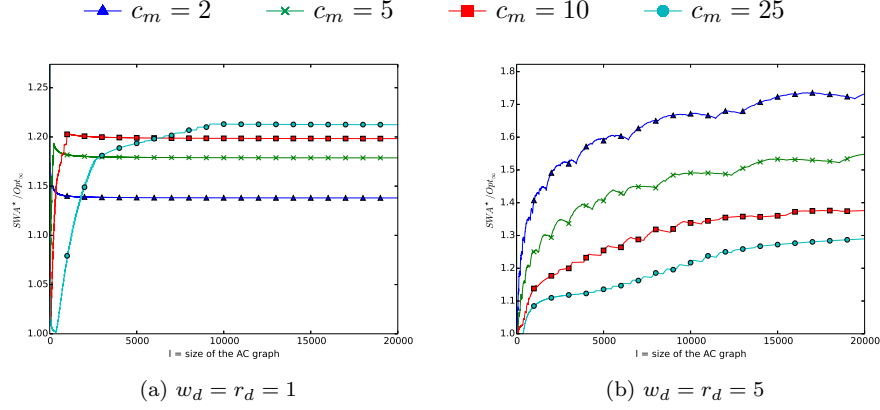 c_m = 2 c_m = 5 c_m = 10 c_m = 25
SWA*/Opt_∞
1.25
1.20
1.15
1.10
1.05
1.00
0 5000 10000 15000 20000
l = size of the AC graph
(a) w_d = r_d = 1
SWA*/Opt_∞
1.8
1.7
1.6
1.5
1.4
1.3
1.2
1.1
1.0
0 5000 10000 15000 20000
l = size of the AC graph
(b) w_d = r_d = 5